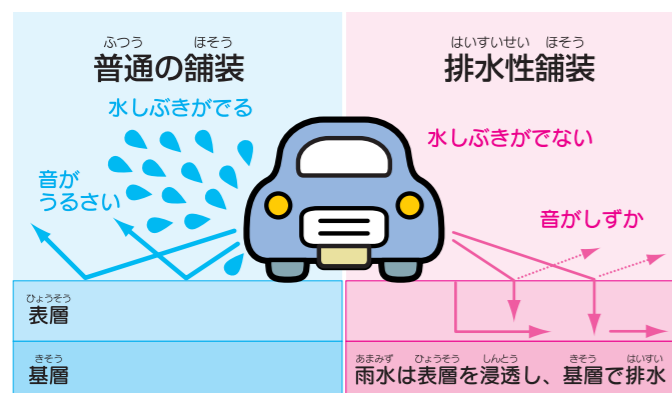 ふつう ほそう
普通の舗装
水しぶきがでる
音が
うるさい
ひょうそう
表層
きそう
基層
はいすいせい ほそう
排水性舗装
水しぶきがでない
音がしずか
あまみず ひょうそう しんとう きそう はいすい
雨水は表層を浸透し、基層で排水